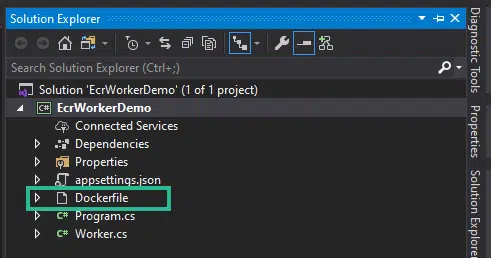 Solution Explorer
Search Solution Explorer (Ctrl+;)
Solution 'EcrWorkerDemo' (1 of 1 project)
C# EcrWorkerDemo
Connected Services
Dependencies
Properties
appsettings.json
Dockerfile
C# Program.cs
C# Worker.cs
Diagnostic Tools
Properties
Solution Explorer